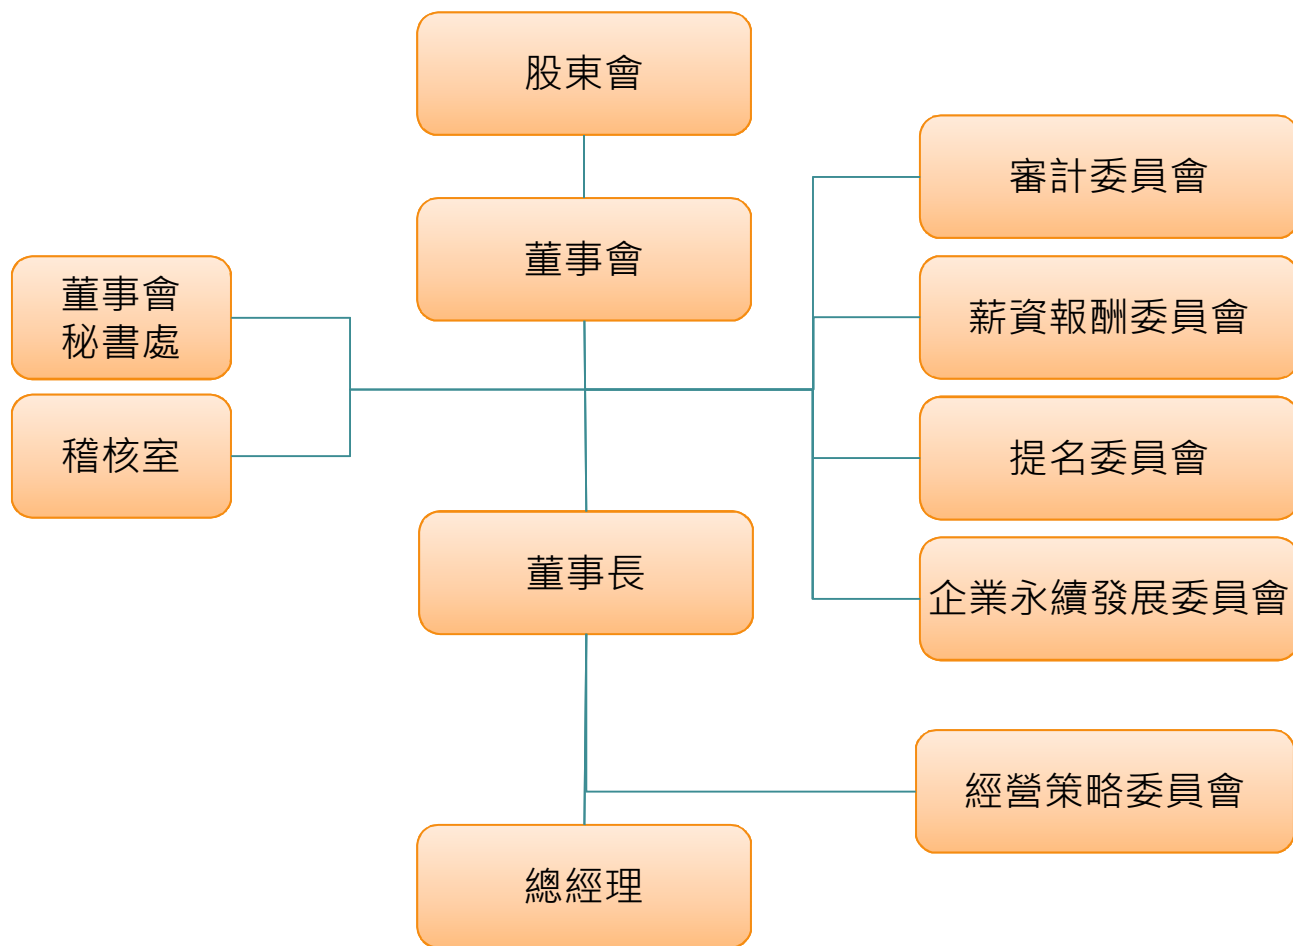 股東會
審計委員會
董事會
董事會
秘書處
薪資報酬委員會
稽核室
提名委員會
董事長
企業永續發展委員會
經營策略委員會
總經理